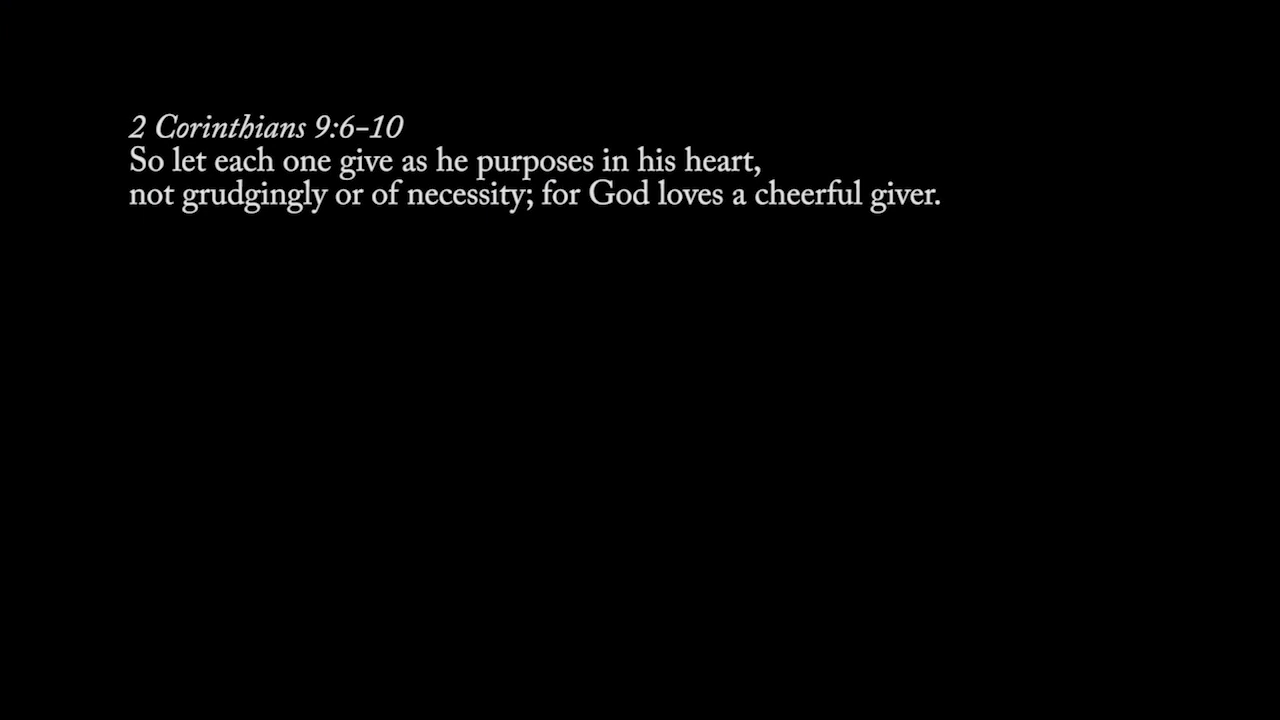 2 Corinthians 9:6-10
So let each one give as he purposes in his heart,
not grudgingly or of necessity; for God loves a cheerful giver.